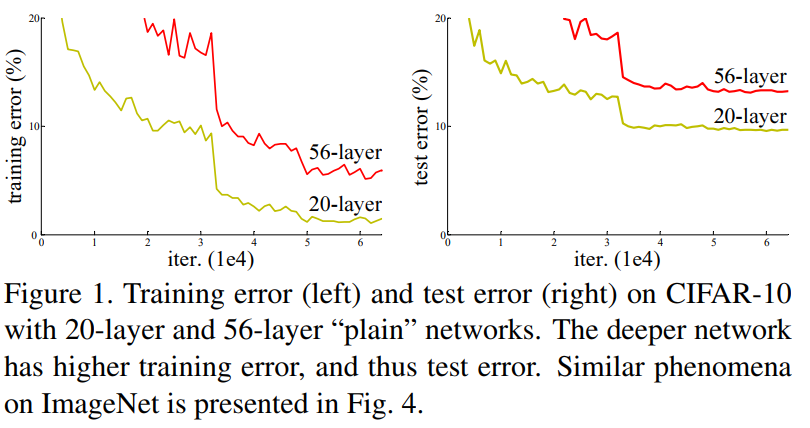 20
10
0
training error (%)
56-layer
20-layer
0 1 2 3 4 5 6
iter. (1e4)
20
10
0
test error (%)
56-layer
20-layer
0 1 2 3 4 5 6
iter. (1e4)
Figure 1. Training error (left) and test error (right) on CIFAR-10
with 20-layer and 56-layer “plain” networks. The deeper network
has higher training error, and thus test error. Similar phenomena
on ImageNet is presented in Fig. 4.